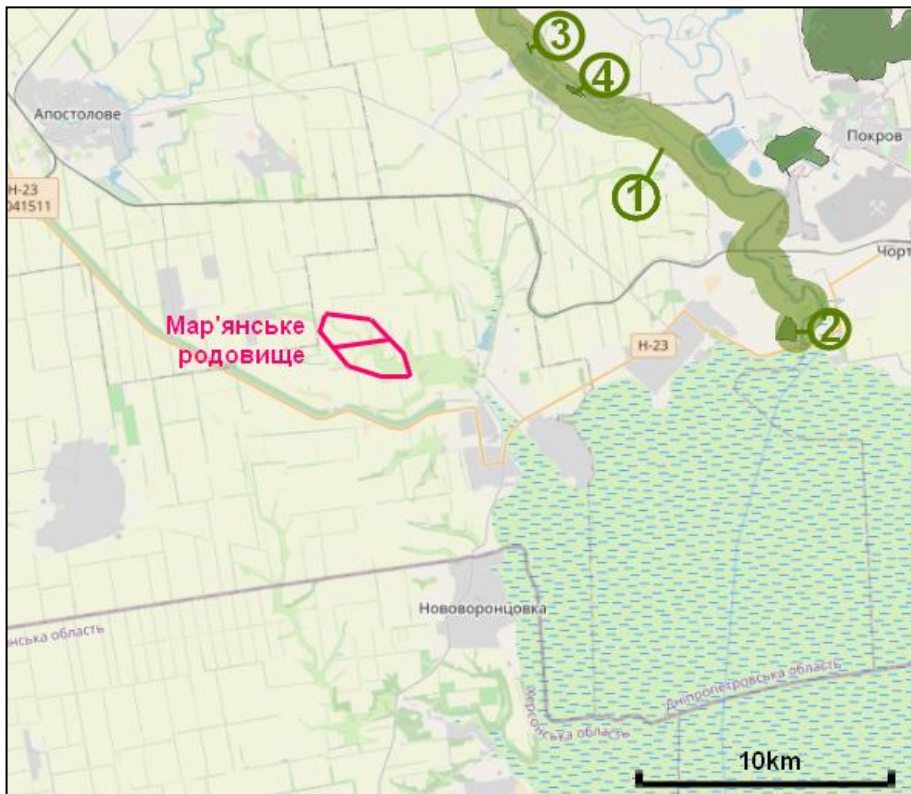 3
4
Апостолове
Покров
1
Н-23
041511
Чорт
Мар'янське
родовище
2
Н-23
Нововоронцовка
нська область
Дніпропетровська область
Херсонська область
10km